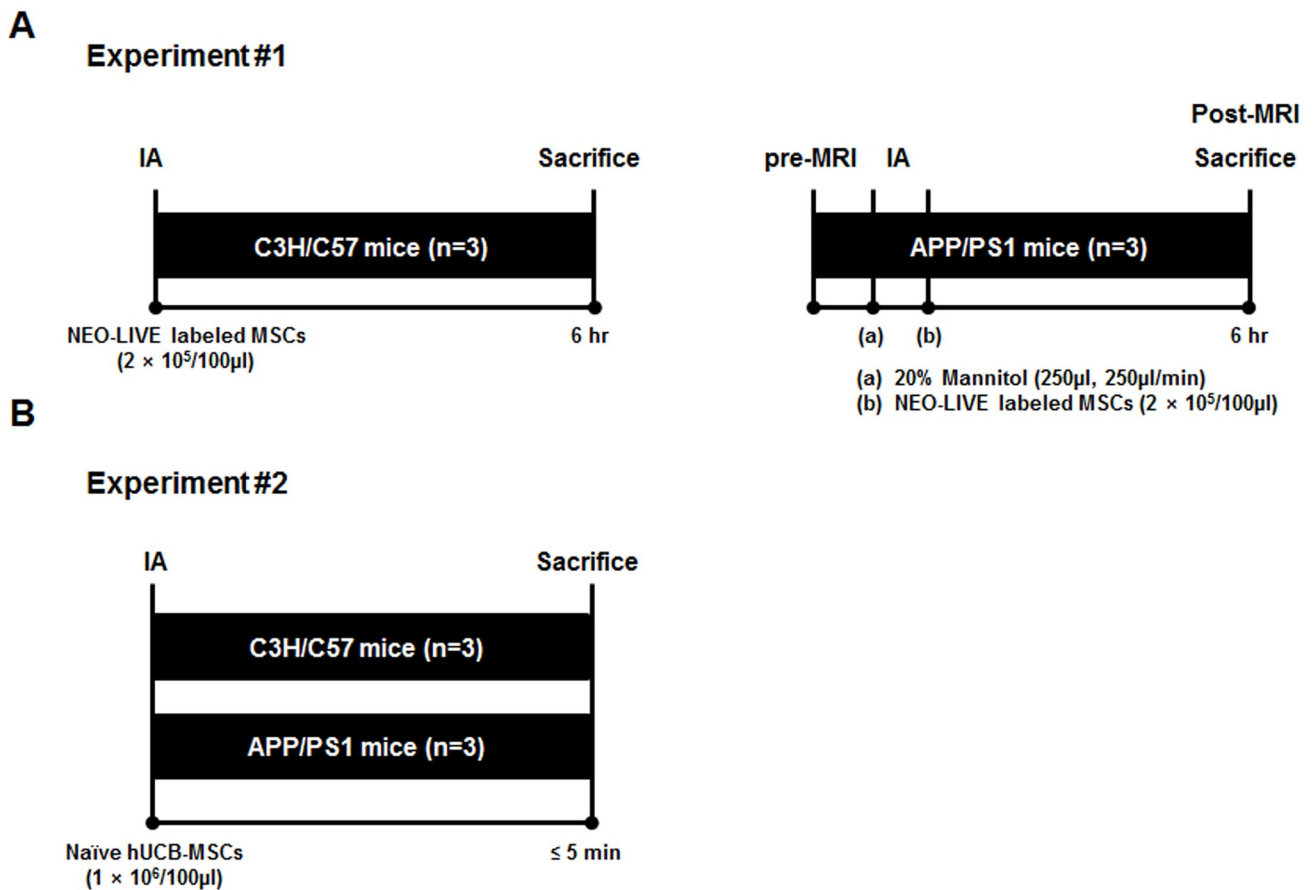 A
Experiment #1
IA
Sacrifice
C3H/C57 mice (n=3)
NEO-LIVE labeled MSCs
(2 × 10⁵/100µl)
6 hr
Post-MRI
pre-MRI
IA
Sacrifice
APP/PS1 mice (n=3)
(a)
(b)
6 hr
(a) 20% Mannitol (250µl, 250µl/min)
(b) NEO-LIVE labeled MSCs (2 × 10⁵/100µl)
B
Experiment #2
IA
Sacrifice
C3H/C57 mice (n=3)
APP/PS1 mice (n=3)
Naïve hUCB-MSCs
(1 × 10⁶/100µl)
≤ 5 min